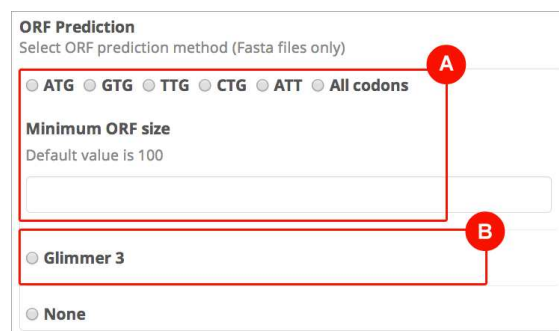 ORF Prediction
Select ORF prediction method (Fasta files only)
A
ATG GTG TTG CTG ATT All codons
Minimum ORF size
Default value is 100
B
Glimmer 3
None